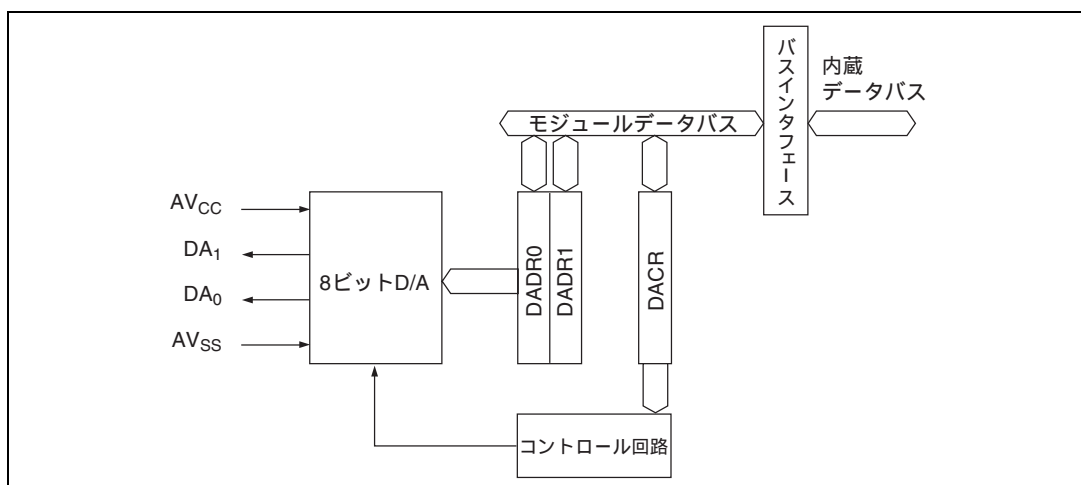 バスインタフェース
内蔵
データバス
モジュールデータバス
AVCC
DA1
DA0
AVSS
8ビットD/A
DADR0
DADR1
DACR
コントロール回路